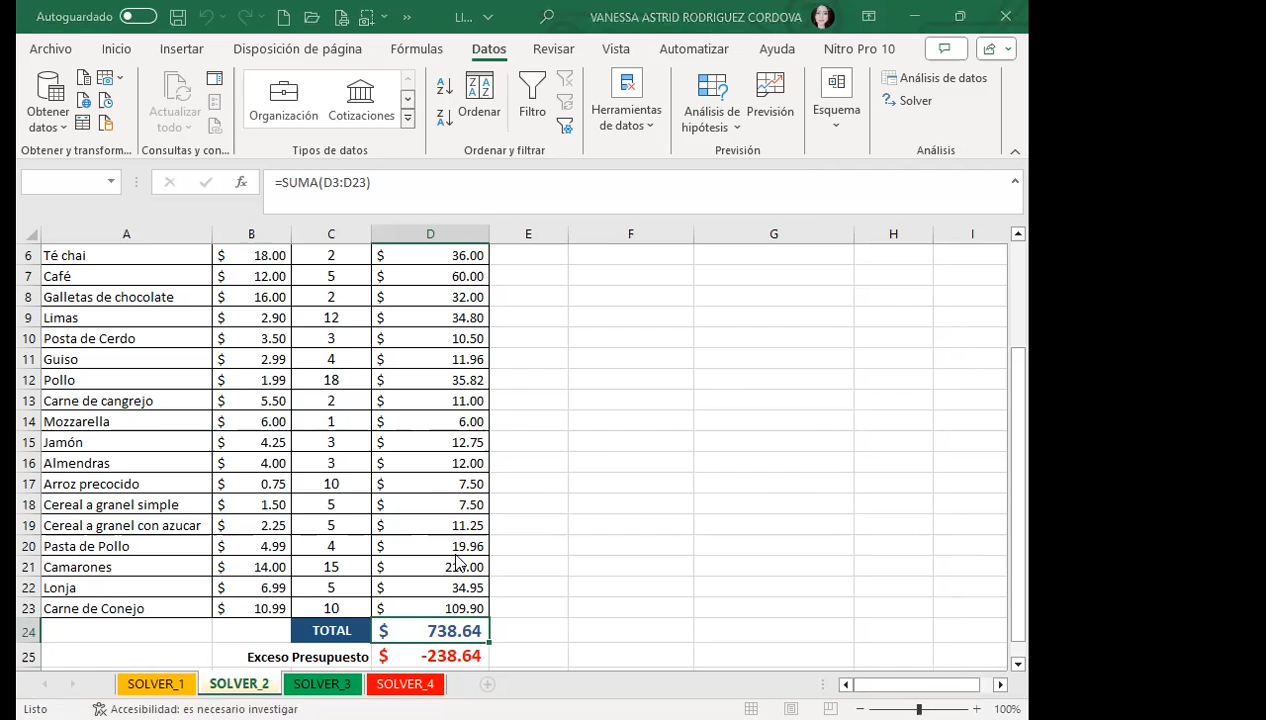 Autoguardado LI... VANESSA ASTRID RODRIGUEZ CORDOVA
Archivo Inicio Insertar Disposición de página Fórmulas Datos Revisar Vista Automatizar Ayuda Nitro Pro 10
Obtener datos
Actualizar todo
Organización Cotizaciones
Ordenar
Filtro
Herramientas de datos
Análisis de hipótesis
Previsión
Esquema
Análisis de datos
Solver
Obtener y transform... Consultas y con... Tipos de datos Ordenar y filtrar Previsión Análisis
fx =SUMA(D3:D23)
A B C D E F G H I
6 Té chai $ 18.00 2 $ 36.00
7 Café $ 12.00 5 $ 60.00
8 Galletas de chocolate $ 16.00 2 $ 32.00
9 Limas $ 2.90 12 $ 34.80
10 Posta de Cerdo $ 3.50 3 $ 10.50
11 Guiso $ 2.99 4 $ 11.96
12 Pollo $ 1.99 18 $ 35.82
13 Carne de cangrejo $ 5.50 2 $ 11.00
14 Mozzarella $ 6.00 1 $ 6.00
15 Jamón $ 4.25 3 $ 12.75
16 Almendras $ 4.00 3 $ 12.00
17 Arroz precocido $ 0.75 10 $ 7.50
18 Cereal a granel simple $ 1.50 5 $ 7.50
19 Cereal a granel con azucar $ 2.25 5 $ 11.25
20 Pasta de Pollo $ 4.99 4 $ 19.96
21 Camarones $ 14.00 15 $
22 Lonja $ 6.99 5 $ 34.95
23 Carne de Conejo $ 10.99 10 $ 109.90
24 TOTAL $ 738.64
25 Exceso Presupuesto $ -238.64
SOLVER_1 SOLVER_2 SOLVER_3 SOLVER_4
Listo Accesibilidad: es necesario investigar 100%